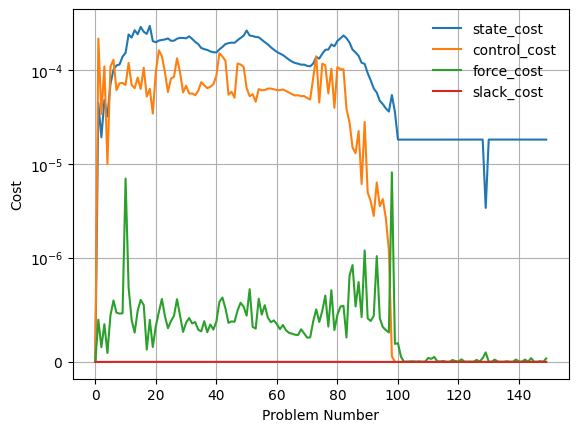 state_cost
control_cost
force_cost
slack_cost
Cost
10⁻⁴
10⁻⁵
10⁻⁶
0
0 20 40 60 80 100 120 140
Problem Number